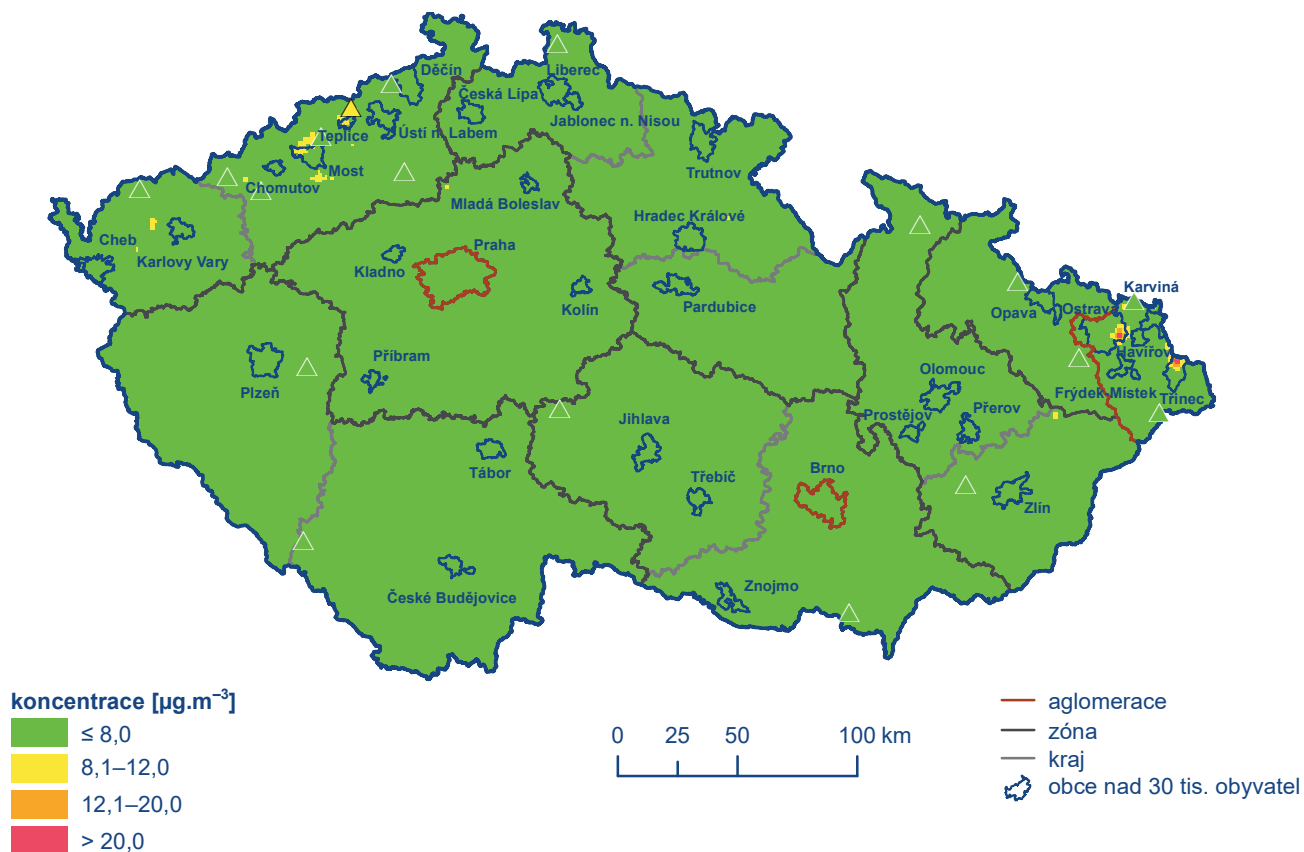 Děčín
Liberec
Česká Lípa
Jablonec n. Nisou
Teplice
Ústí n. Labem
Most
Chomutov
Trutnov
Mladá Boleslav
Hradec Králové
Cheb
Karlovy Vary
Praha
Kladno
Kolín
Pardubice
Karviná
Opava
Ostrava
Havířov
Příbram
Plzeň
Olomouc
Frýdek Místek
Třinec
Prostějov
Přerov
Jihlava
Tábor
Třebíč
Brno
Zlín
České Budějovice
Znojmo
koncentrace [µg.m⁻³]
≤ 8,0
8,1–12,0
12,1–20,0
> 20,0
0 25 50 100 km
aglomerace
zóna
kraj
obce nad 30 tis. obyvatel